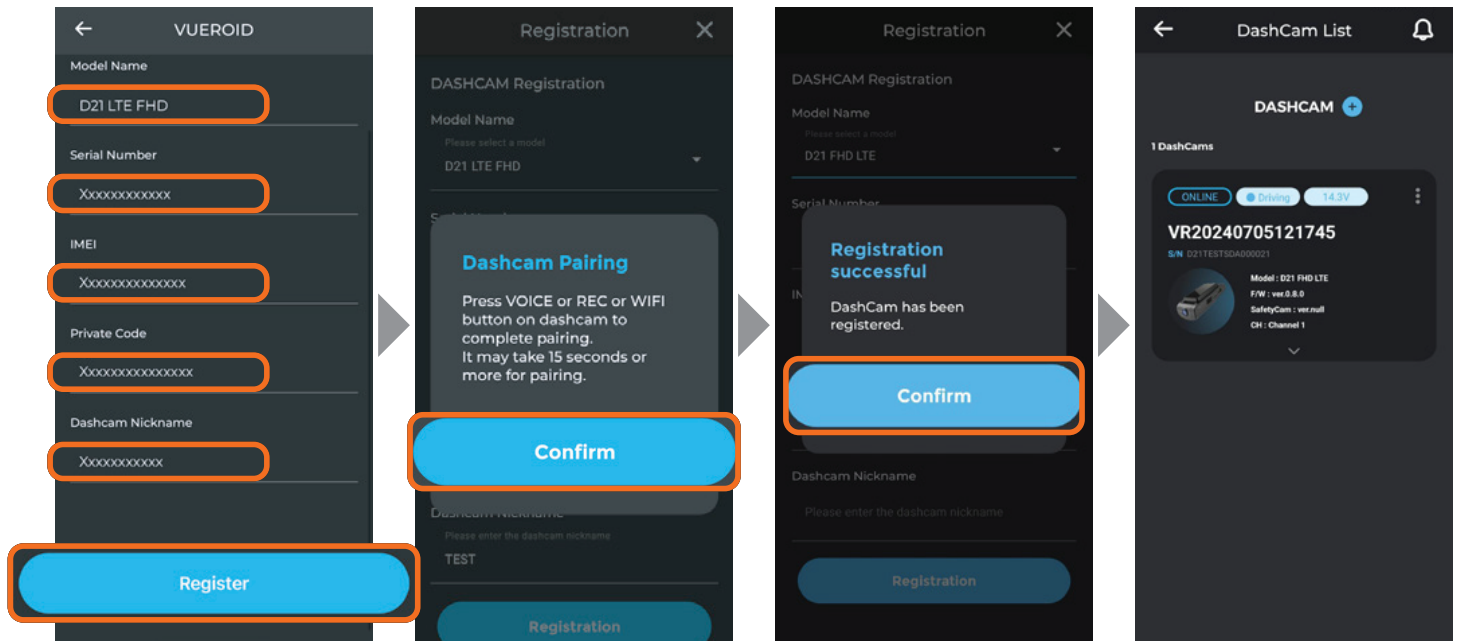 VUEROID
Model Name
D21 LTE FHD
Serial Number
Xxxxxxxxxxxx
IMEI
Xxxxxxxxxxxxxx
Private Code
Xxxxxxxxxxxxxxx
Dashcam Nickname
Xxxxxxxxxxx
Register
Registration
DASHCAM Registration
Model Name
Please select a model
D21 LTE FHD
Dashcam Pairing
Press VOICE or REC or WIFI
button on dashcam to
complete pairing.
It may take 15 seconds or
more for pairing.
Confirm
Dashcam Nickname
Please enter the dashcam nickname
TEST
Registration
Registration
DASHCAM Registration
Model Name
Please select a model
D21 FHD LTE
Serial Number
Registration
successful
DashCam has been
registered.
Confirm
Dashcam Nickname
Please enter the dashcam nickname
Registration
DashCam List
DASHCAM
1 DashCams
ONLINE Driving 14.3V
VR20240705121745
S/N D21TESTSDA000021
Model : D21 FHD LTE
F/W : ver.0.8.0
SafetyCam : ver.null
CH : Channel 1